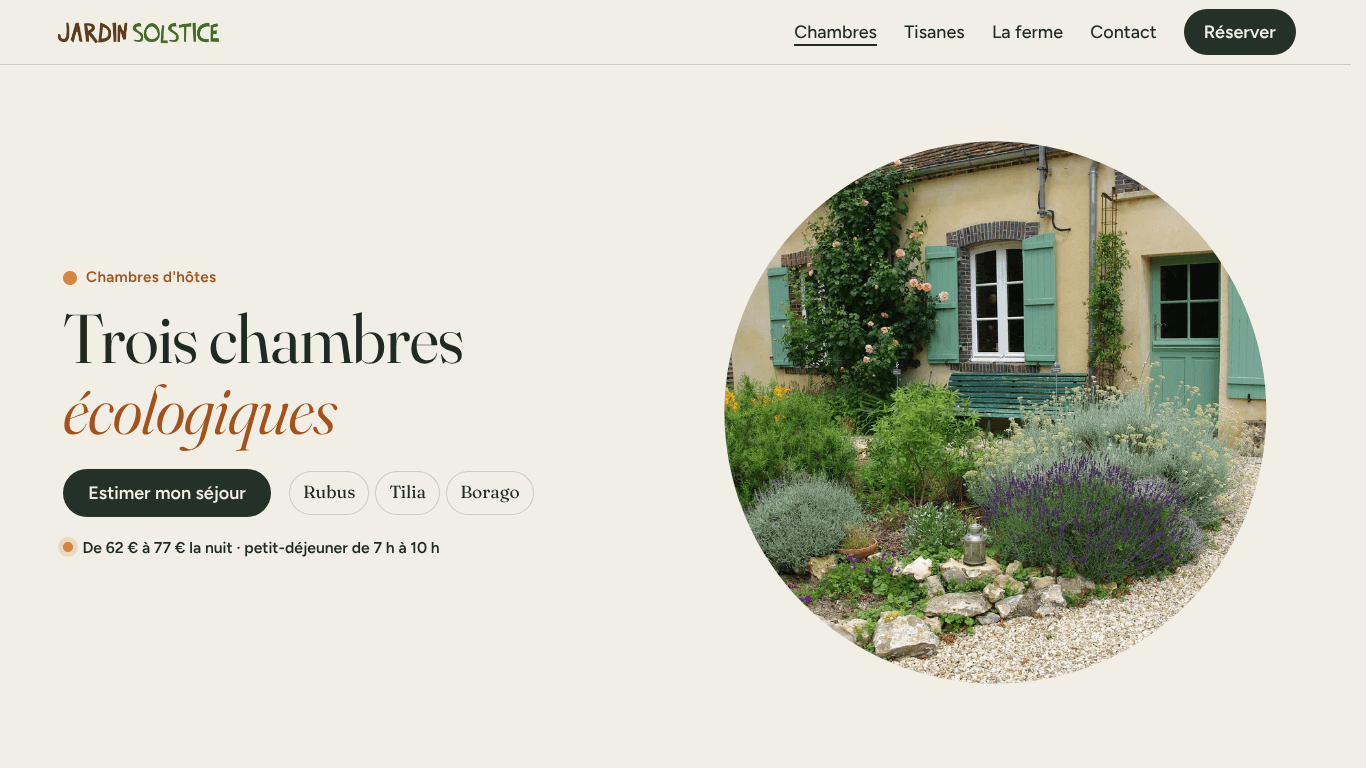 JARDIN SOLSTICE
Chambres
Tisanes
La ferme
Contact
Réserver
Chambres d'hôtes
Trois chambres
écologiques
Estimer mon séjour
Rubus
Tilia
Borago
De 62 € à 77 € la nuit · petit-déjeuner de 7 h à 10 h